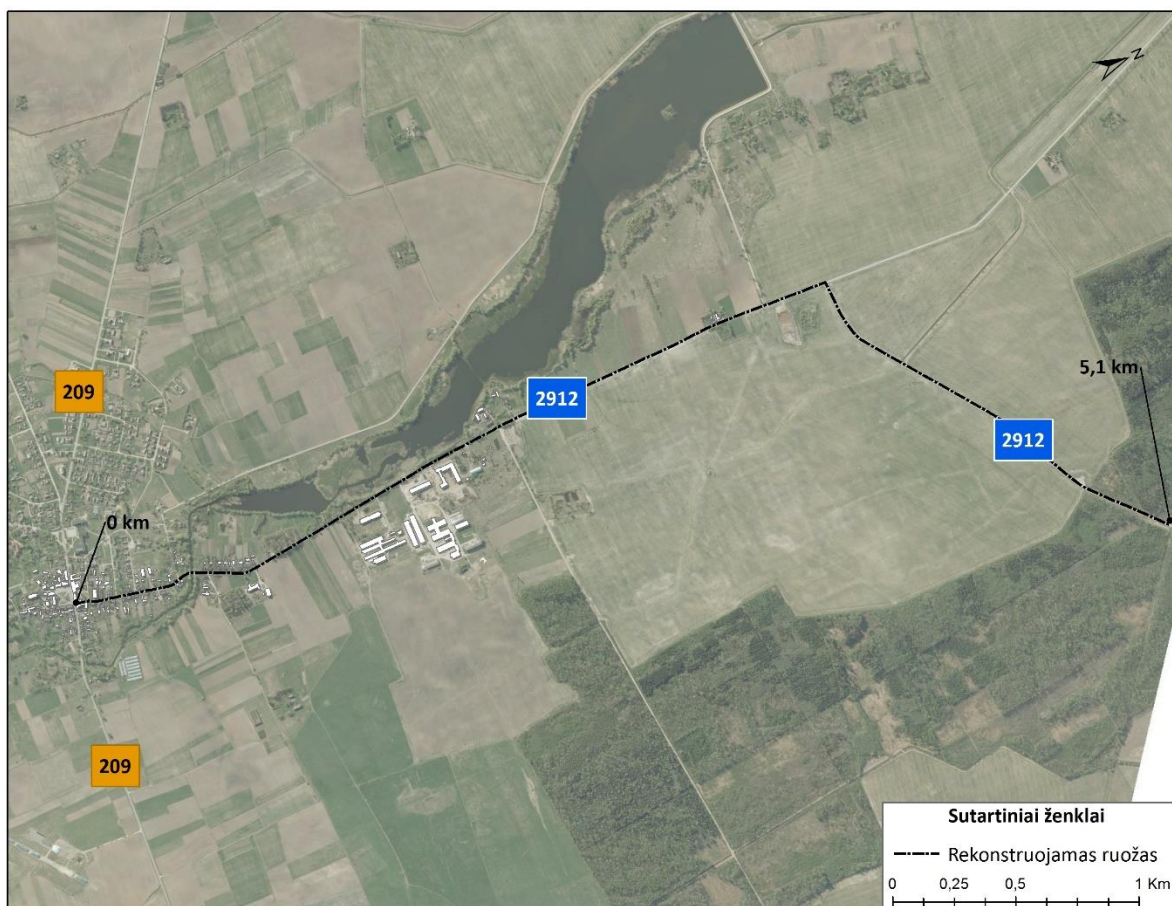 N
209
2912
5,1 km
2912
0 km
209
Sutartiniai ženklai
Rekonstruojamas ruožas
0 0,25 0,5 1 Km